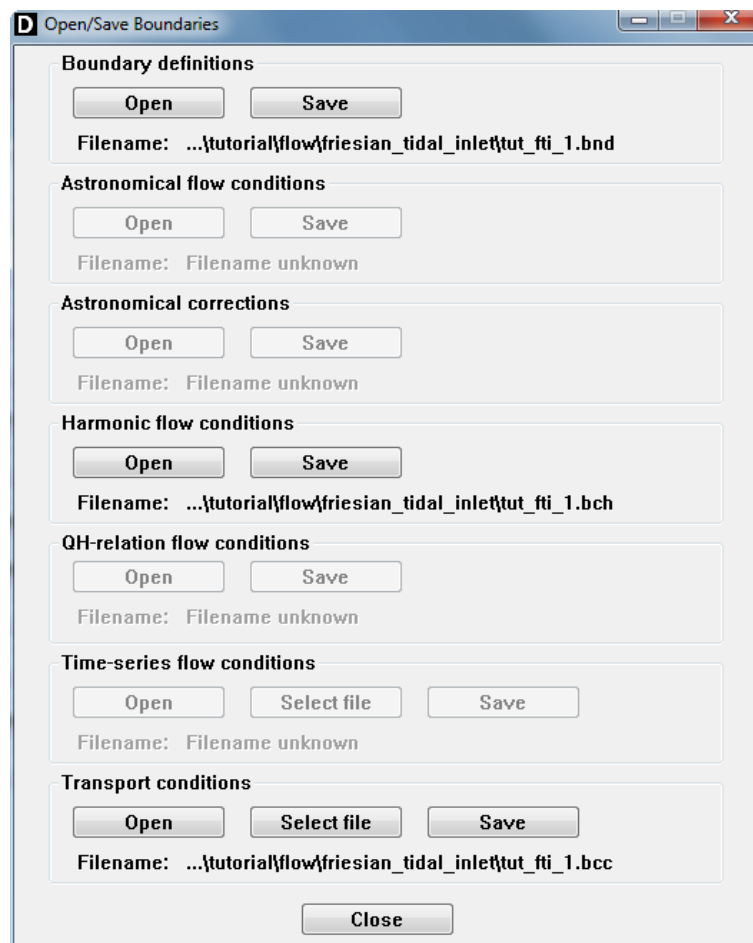 D Open/Save Boundaries
Boundary definitions
Open Save
Filename: ...\tutorial\flow\friesian_tidal_inlet\tut_fti_1.bnd
Astronomical flow conditions
Open Save
Filename: Filename unknown
Astronomical corrections
Open Save
Filename: Filename unknown
Harmonic flow conditions
Open Save
Filename: ...\tutorial\flow\friesian_tidal_inlet\tut_fti_1.bch
QH-relation flow conditions
Open Save
Filename: Filename unknown
Time-series flow conditions
Open Select file Save
Filename: Filename unknown
Transport conditions
Open Select file Save
Filename: ...\tutorial\flow\friesian_tidal_inlet\tut_fti_1.bcc
Close